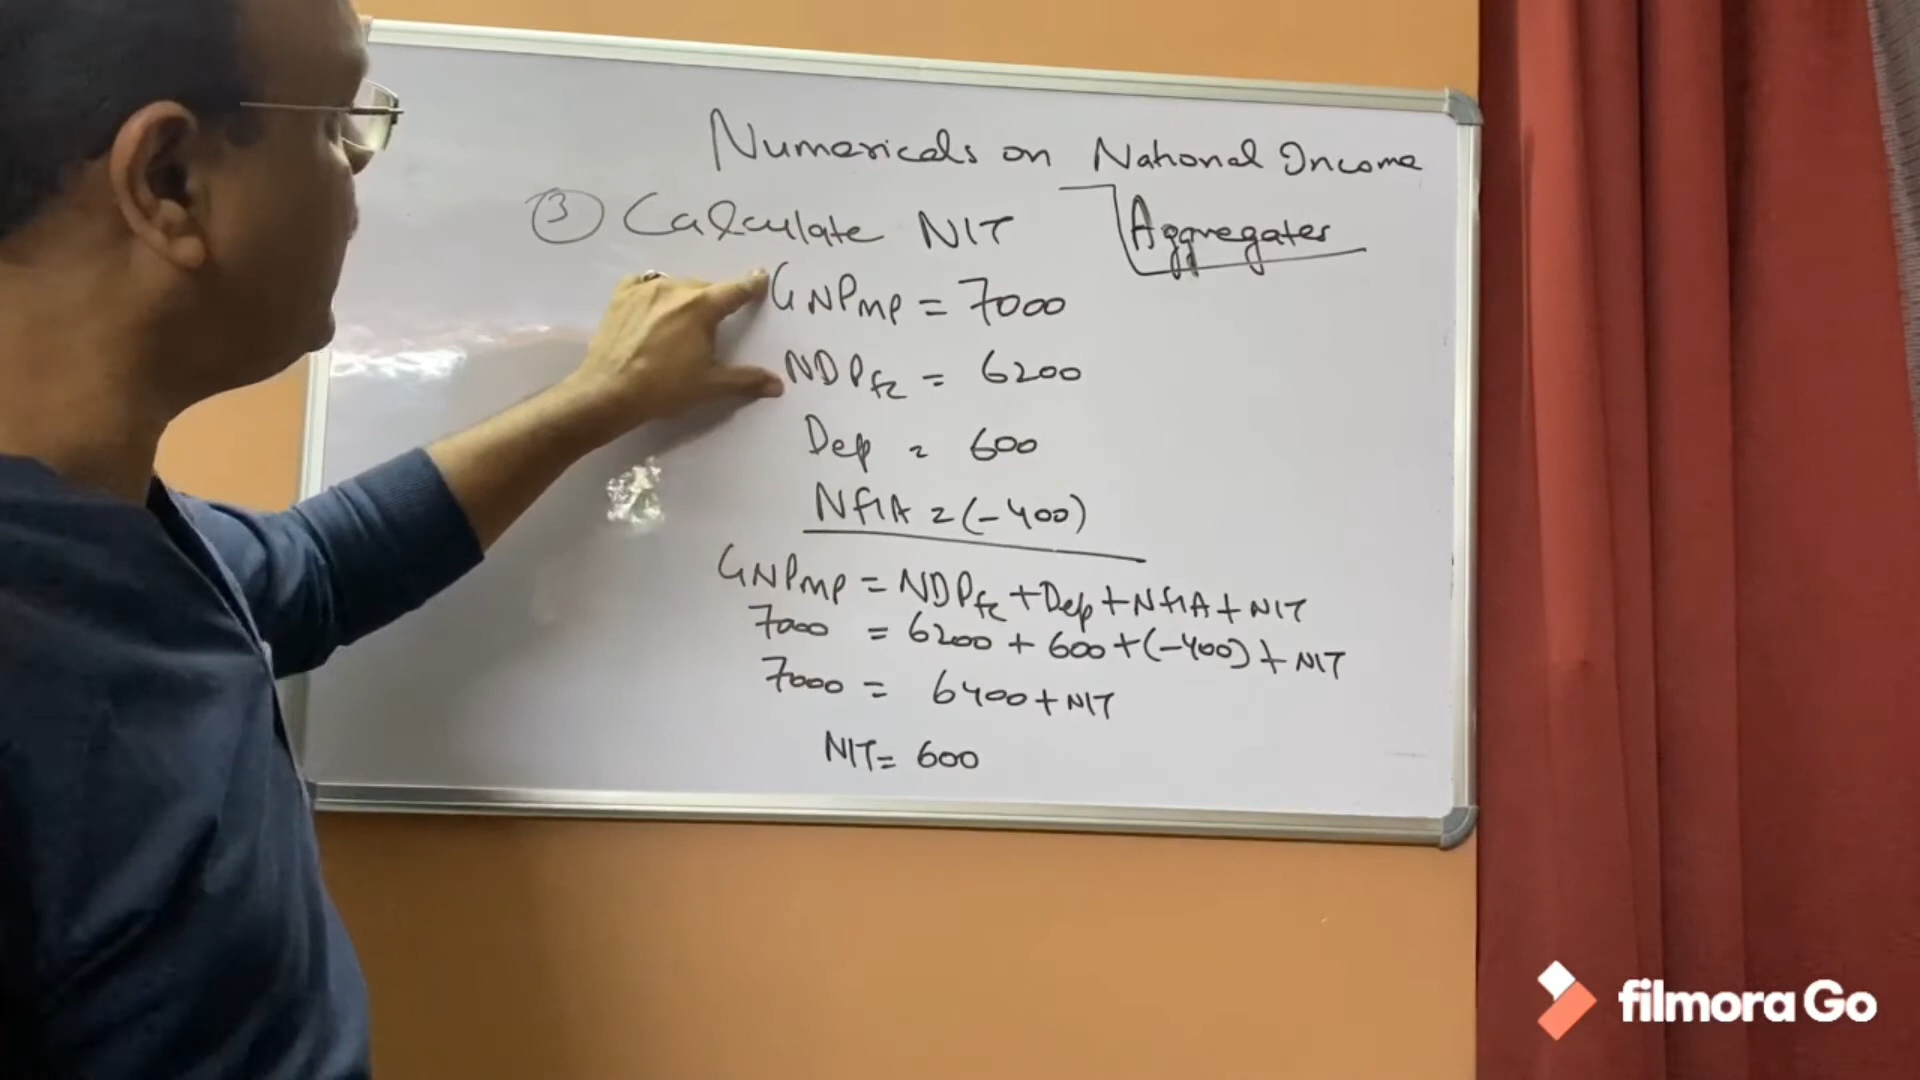 Numericals on National Income
Aggregates
③ Calculate NIT
GNPMP = 7000
NDPfc = 6200
Dep = 600
NfIA = (-400)
GNPMP = NDPfc + Dep + NfIA + NIT
7000 = 6200 + 600 + (-400) + NIT
7000 = 6400 + NIT
NIT = 600
filmora Go